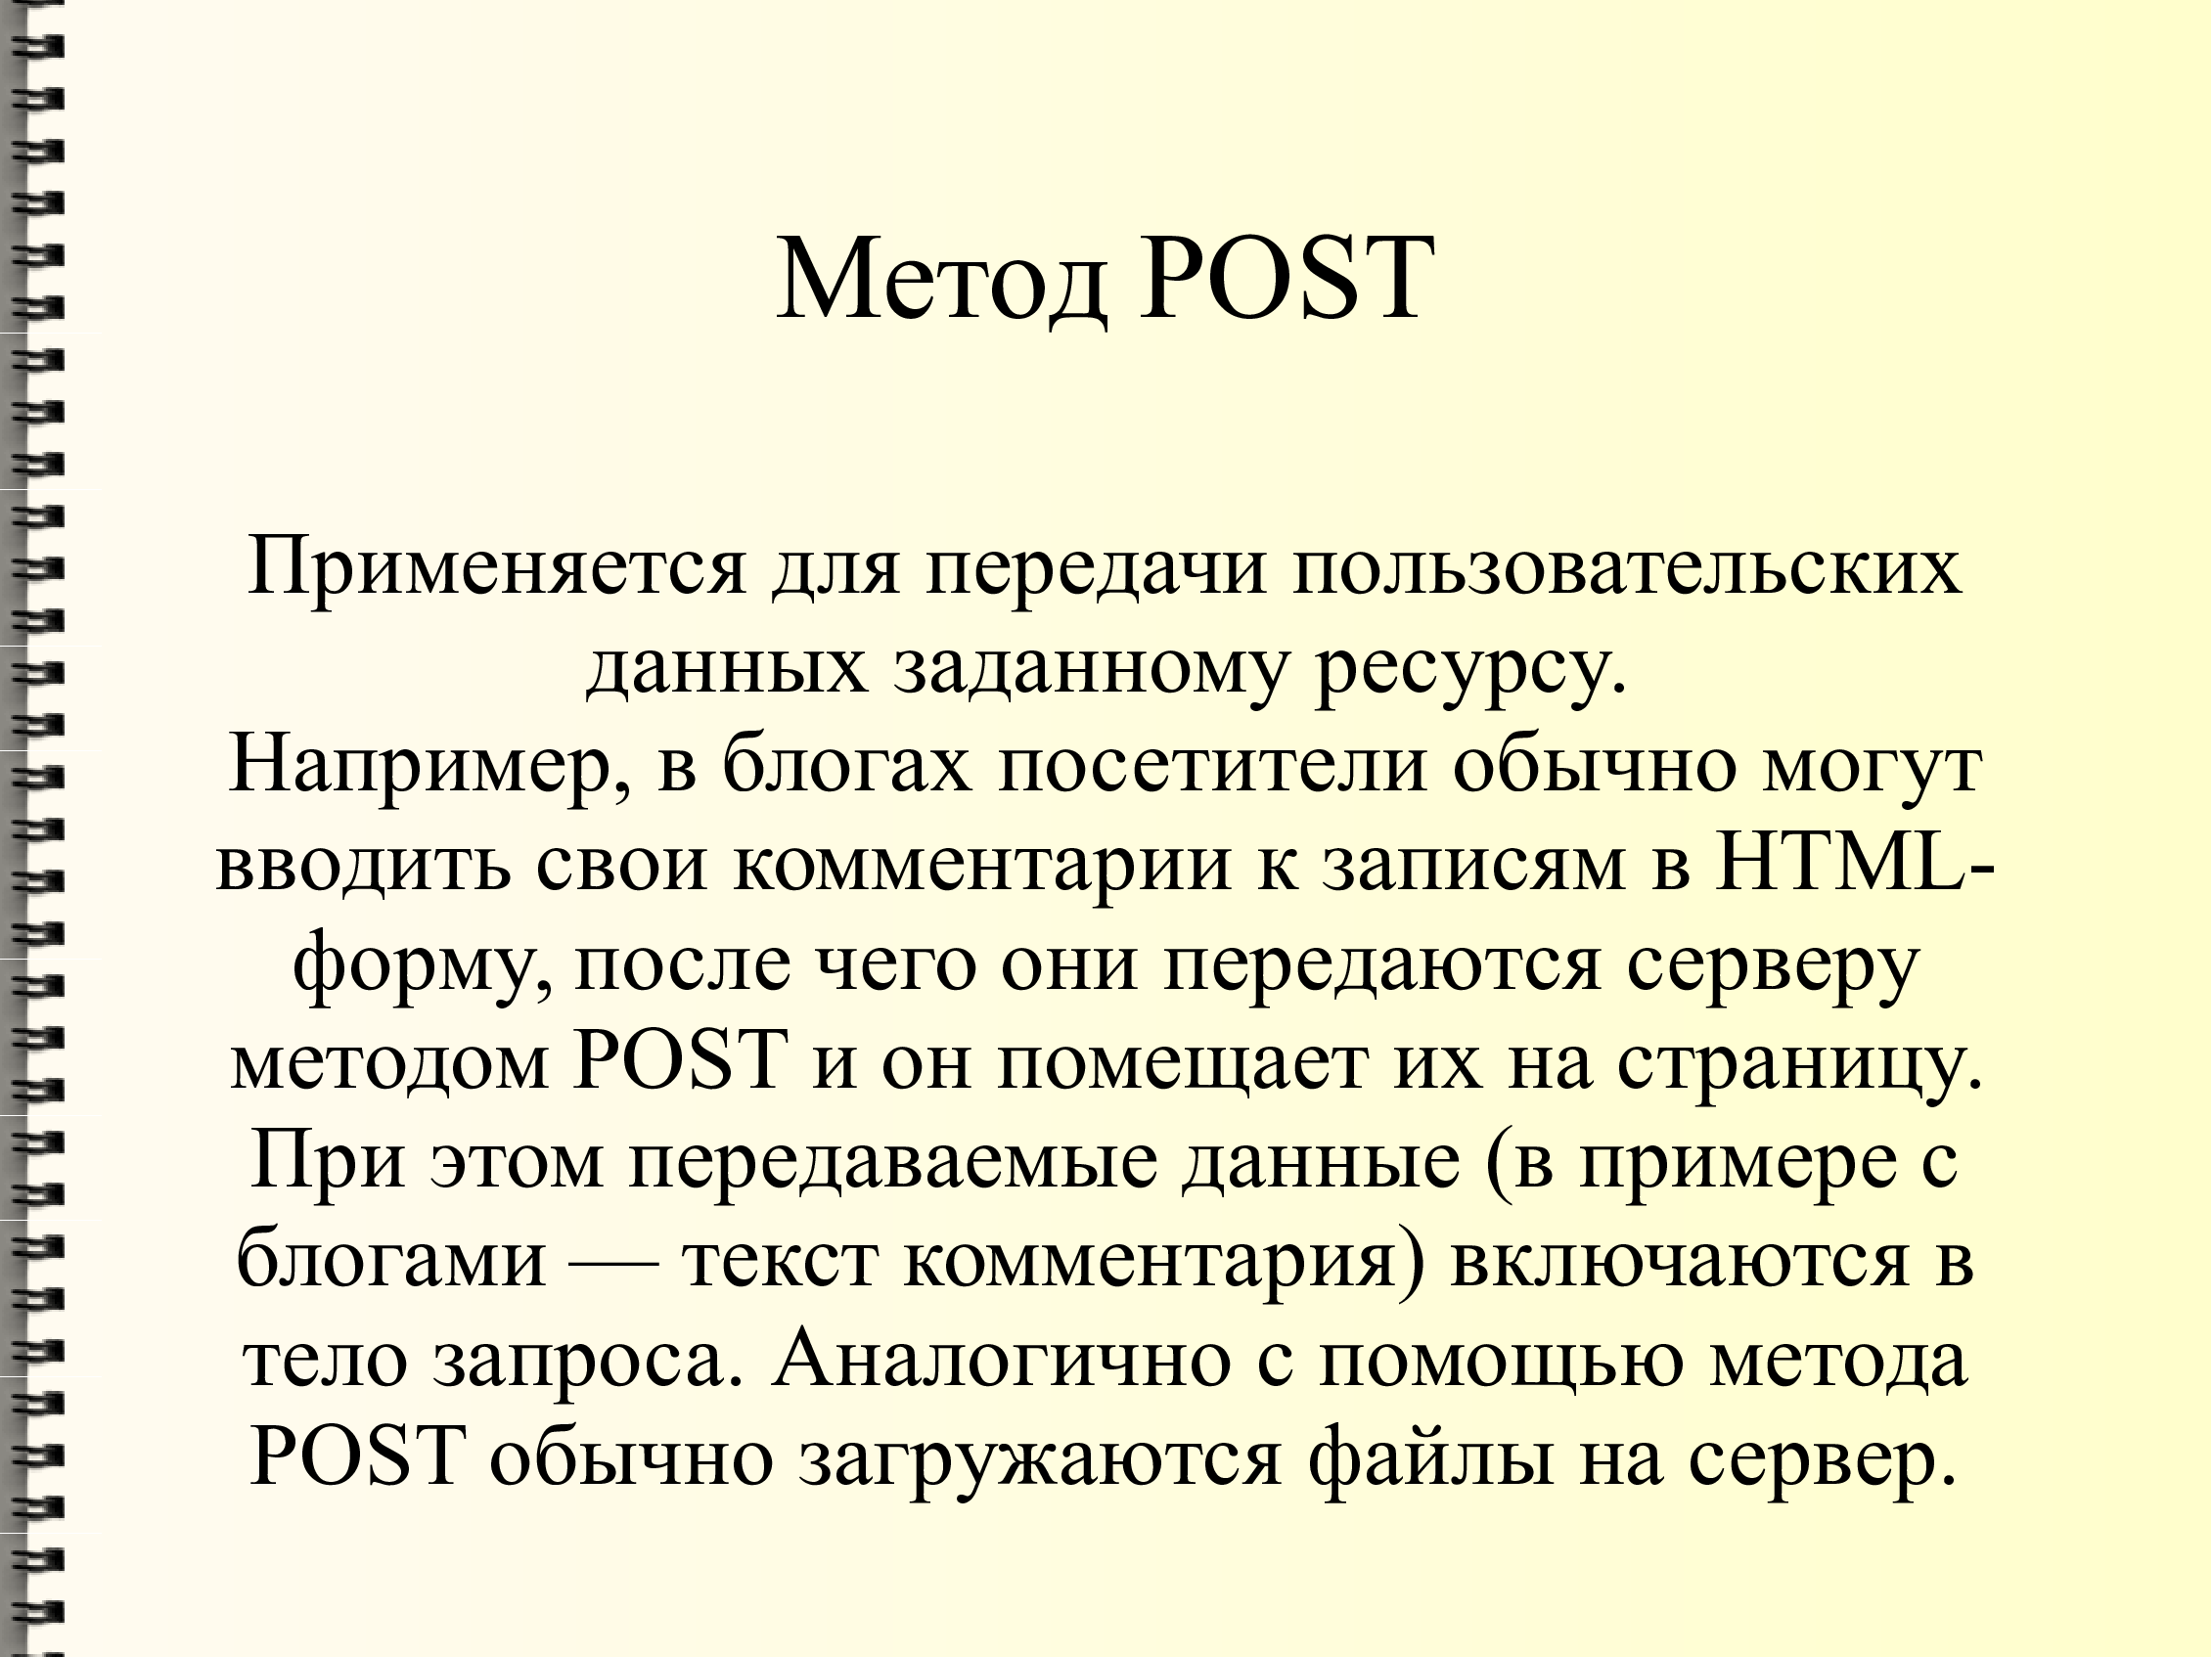 Метод POST
Применяется для передачи пользовательских
данных заданному ресурсу.
Например, в блогах посетители обычно могут
вводить свои комментарии к записям в HTML-
форму, после чего они передаются серверу
методом POST и он помещает их на страницу.
При этом передаваемые данные (в примере с
блогами — текст комментария) включаются в
тело запроса. Аналогично с помощью метода
POST обычно загружаются файлы на сервер.